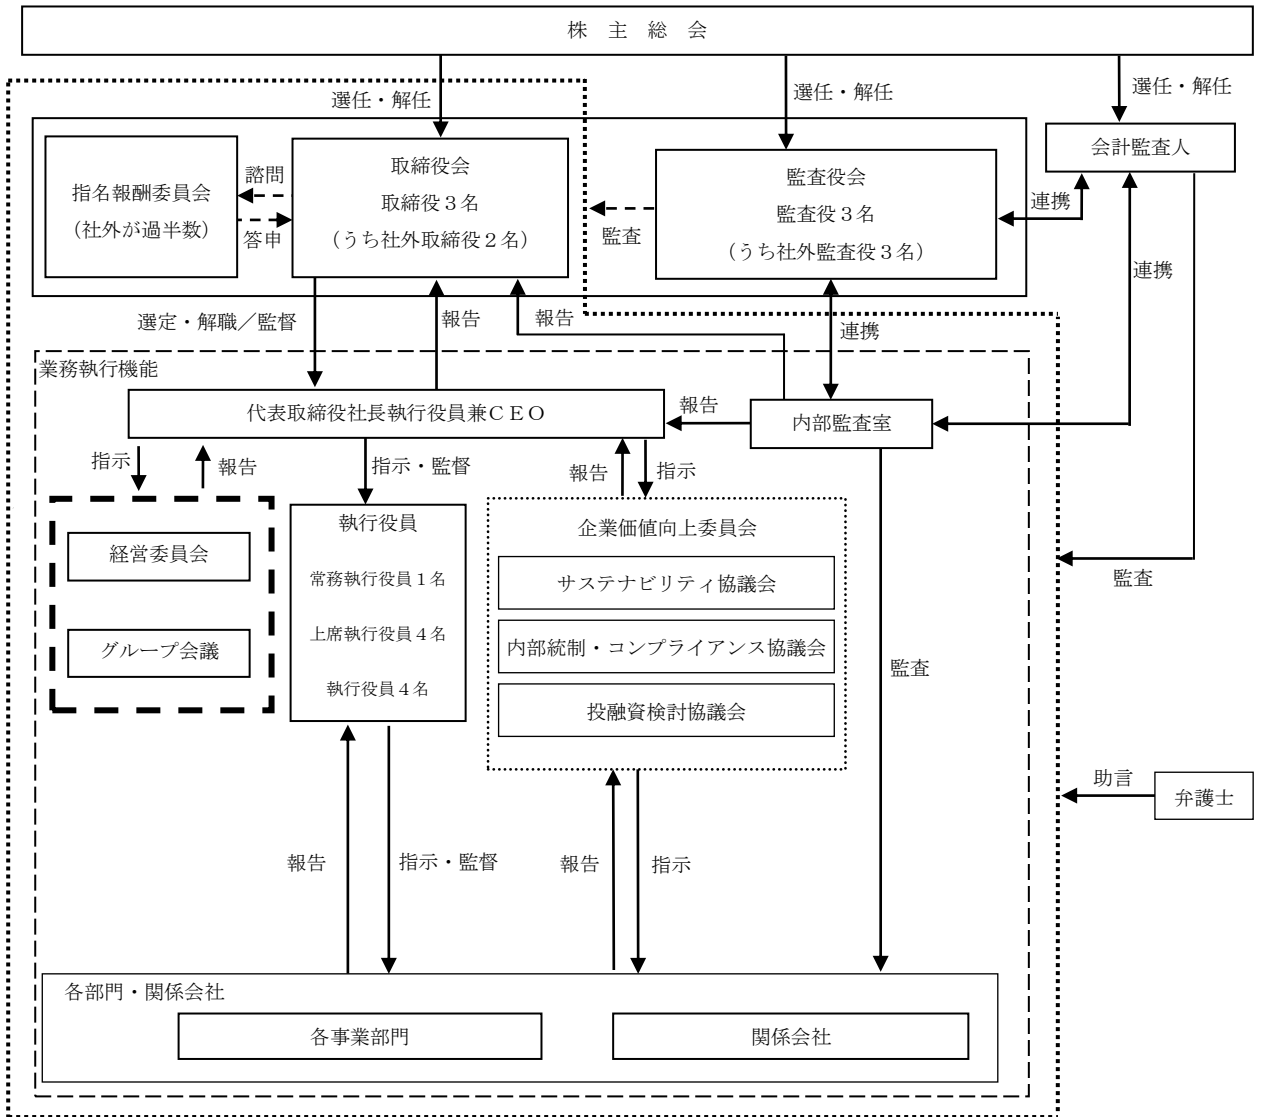 株主総会
選任・解任
選任・解任
選任・解任
会計監査人
指名報酬委員会
（社外が過半数）
諮問
答申
取締役会
取締役３名
（うち社外取締役２名）
監査
監査役会
監査役３名
（うち社外監査役３名）
連携
連携
選定・解職／監督
報告
報告
連携
業務執行機能
代表取締役社長執行役員兼ＣＥＯ
報告
内部監査室
指示
報告
指示・監督
報告
指示
経営委員会
グループ会議
執行役員
常務執行役員１名
上席執行役員４名
執行役員４名
企業価値向上委員会
サステナビリティ協議会
内部統制・コンプライアンス協議会
投融資検討協議会
監査
監査
助言
弁護士
報告
指示・監督
報告
指示
各部門・関係会社
各事業部門
関係会社